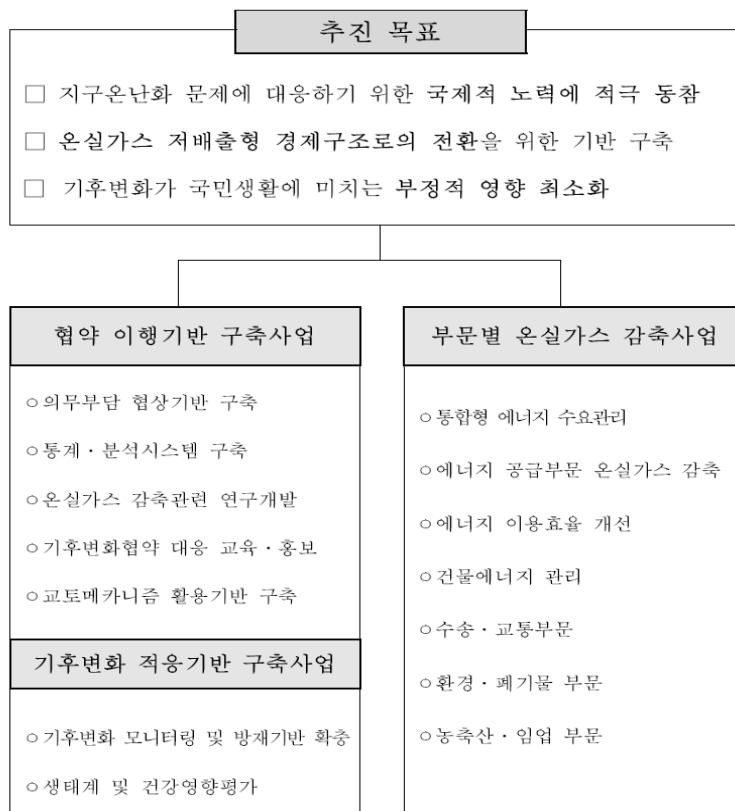 추진 목표
□ 지구온난화 문제에 대응하기 위한 국제적 노력에 적극 동참
□ 온실가스 저배출형 경제구조로의 전환을 위한 기반 구축
□ 기후변화가 국민생활에 미치는 부정적 영향 최소화
협약 이행기반 구축사업
○의무부담 협상기반 구축
○통계·분석시스템 구축
○온실가스 감축관련 연구개발
○기후변화협약 대응 교육·홍보
○교토메카니즘 활용기반 구축
기후변화 적응기반 구축사업
○기후변화 모니터링 및 방재기반 확충
○생태계 및 건강영향평가
부문별 온실가스 감축사업
○통합형 에너지 수요관리
○에너지 공급부문 온실가스 감축
○에너지 이용효율 개선
○건물에너지 관리
○수송·교통부문
○환경·폐기물 부문
○농축산·임업 부문